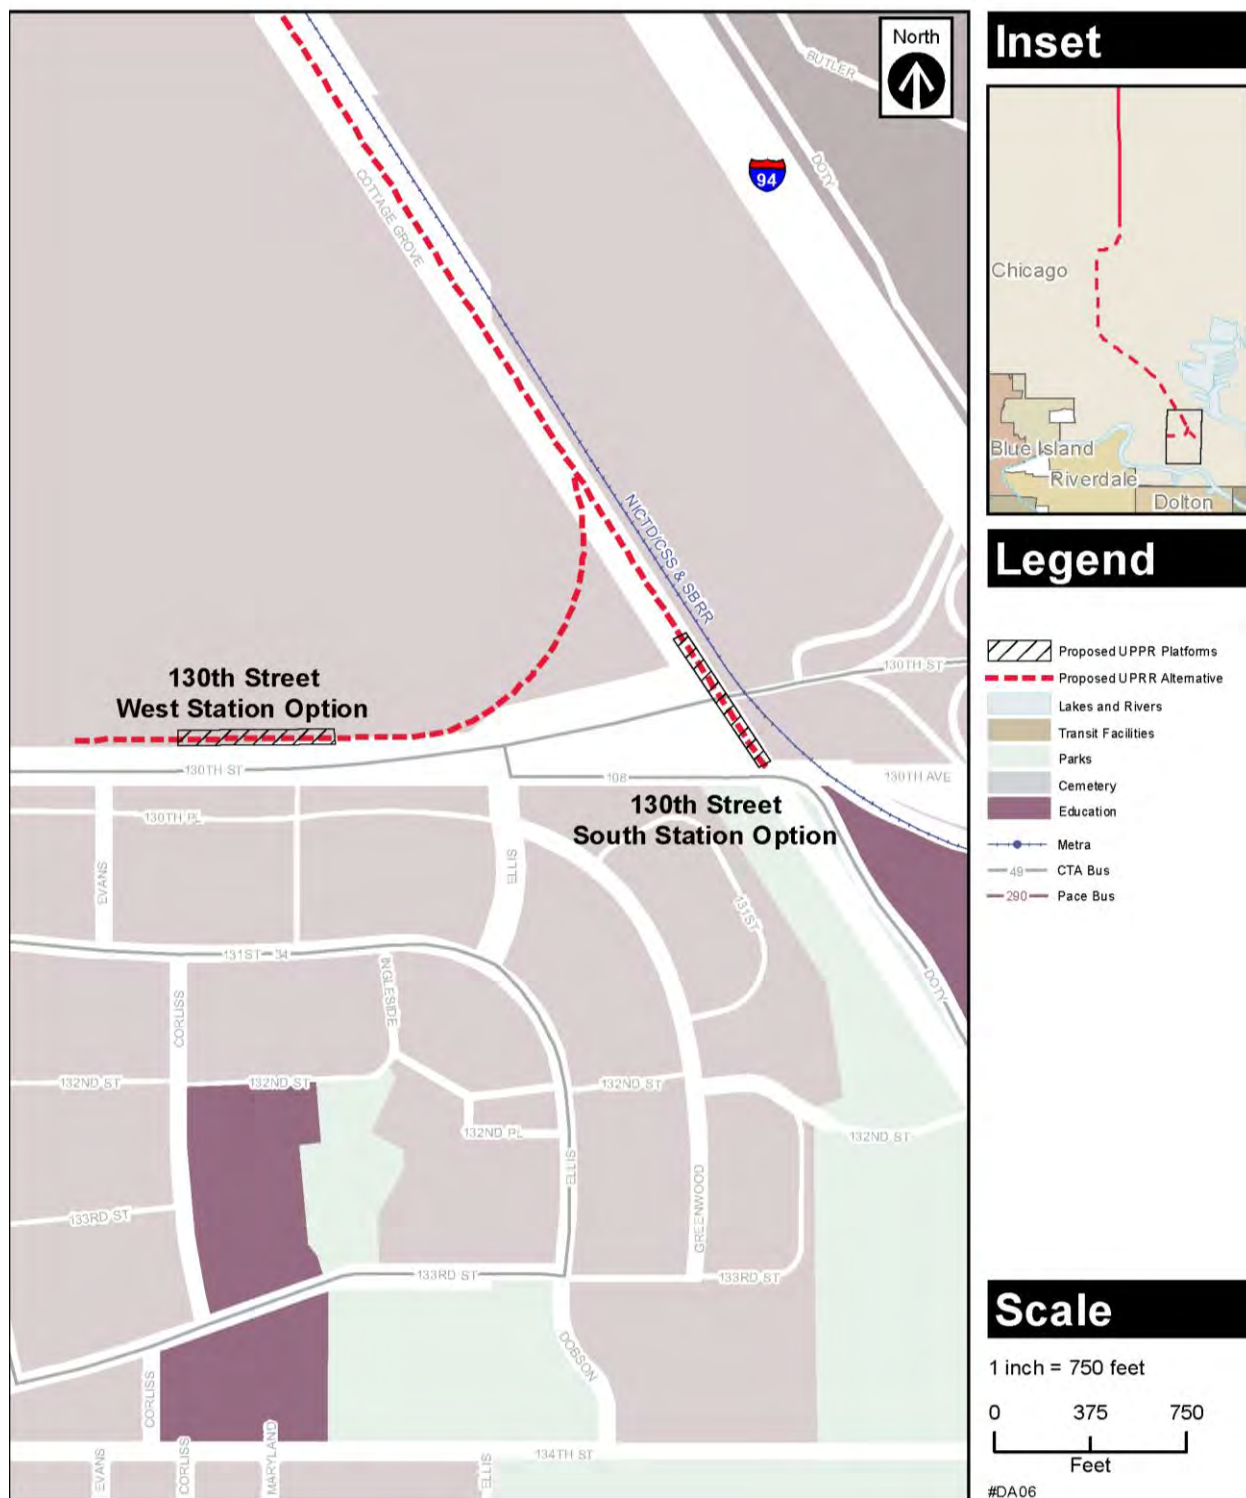 North
BUTLER
DOTY
94
COTTAGE GROVE
NICTD/CSS & SBRR
130TH ST
130th Street
West Station Option
130TH ST
108
130TH AVE
130th Street
South Station Option
130TH PL
EVANS
ELLIS
131ST
131ST
34
INGLESIDE
CORLISS
DOTY
132ND ST
132ND ST
132ND ST
132ND PL
132ND ST
ELLIS
GREENWOOD
133RD ST
133RD ST
133RD ST
DOBSON
CORLISS
134TH ST
EVANS
CORLISS
MARYLAND
ELLIS
Inset
Chicago
Blue Island
Riverdale
Dolton
Legend
Proposed UPPR Platforms
Proposed UPRR Alternative
Lakes and Rivers
Transit Facilities
Parks
Cemetery
Education
Metra
49 CTA Bus
290 Pace Bus
Scale
1 inch = 750 feet
0 375 750
Feet
#DA06